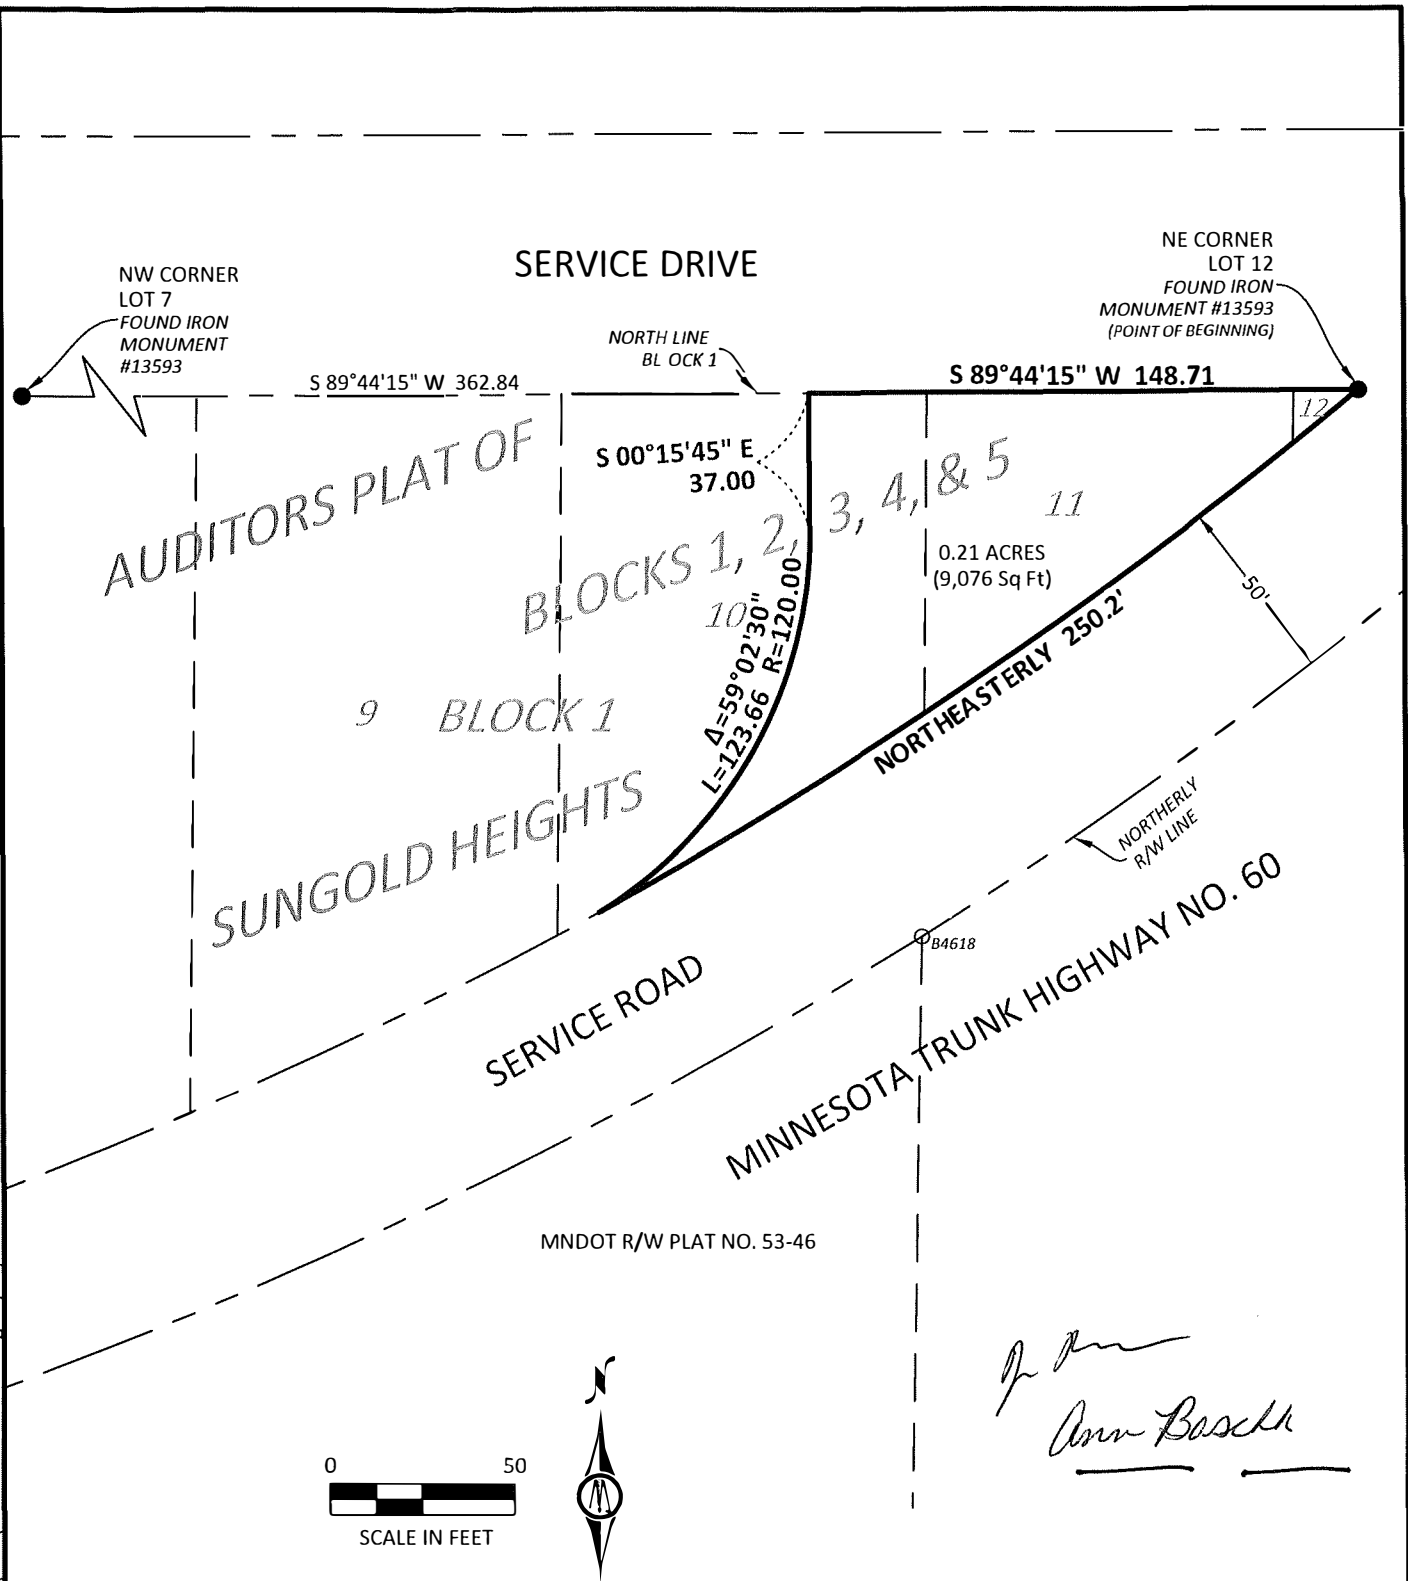 SERVICE DRIVE
NW CORNER
LOT 7
FOUND IRON
MONUMENT
#13593
NE CORNER
LOT 12
FOUND IRON
MONUMENT #13593
(POINT OF BEGINNING)
NORTH LINE
BL OCK 1
S 89°44'15" W 362.84
S 89°44'15" W 148.71
12
S 00°15'45" E
37.00
AUDITORS PLAT OF
BLOCKS 1, 2, 3, 4, & 5
11
10
0.21 ACRES
(9,076 Sq Ft)
Δ=59°02'30"
L=123.66 R=120.00
50'
NORTHEASTERLY 250.2'
9
BLOCK 1
SUNGOLD HEIGHTS
NORTHERLY
R/W LINE
B4618
SERVICE ROAD
MINNESOTA TRUNK HIGHWAY NO. 60
MNDOT R/W PLAT NO. 53-46
N
0 50
SCALE IN FEET
Ann